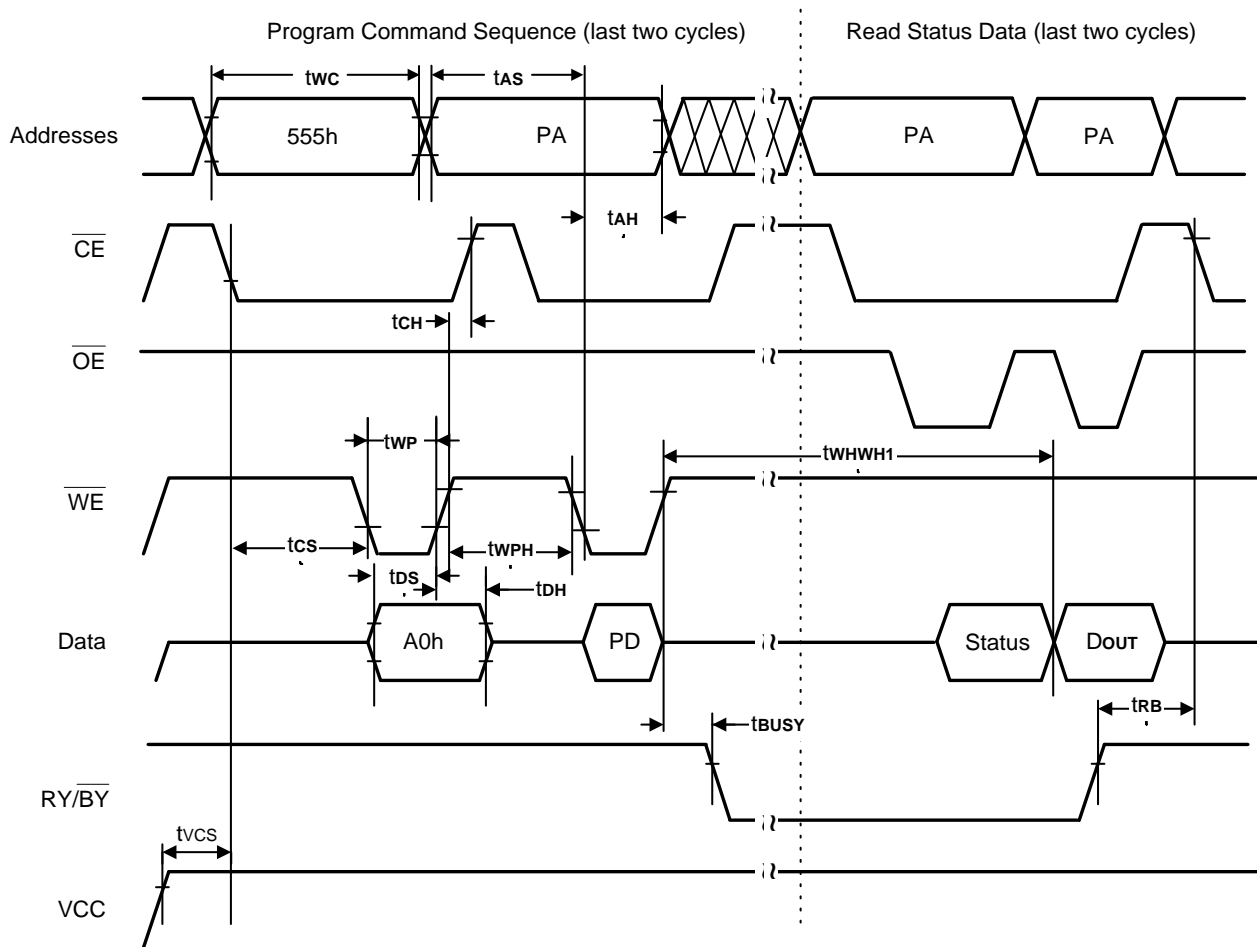 Program Command Sequence (last two cycles)
Read Status Data (last two cycles)
tWC
tAS
Addresses
555h
PA
PA
PA
tAH
CE
tCH
OE
tWP
tWHWH1
WE
tCS
tWPH
tDS
tDH
Data
A0h
PD
Status
DOUT
tRB
tBUSY
RY/BY
tVCS
VCC